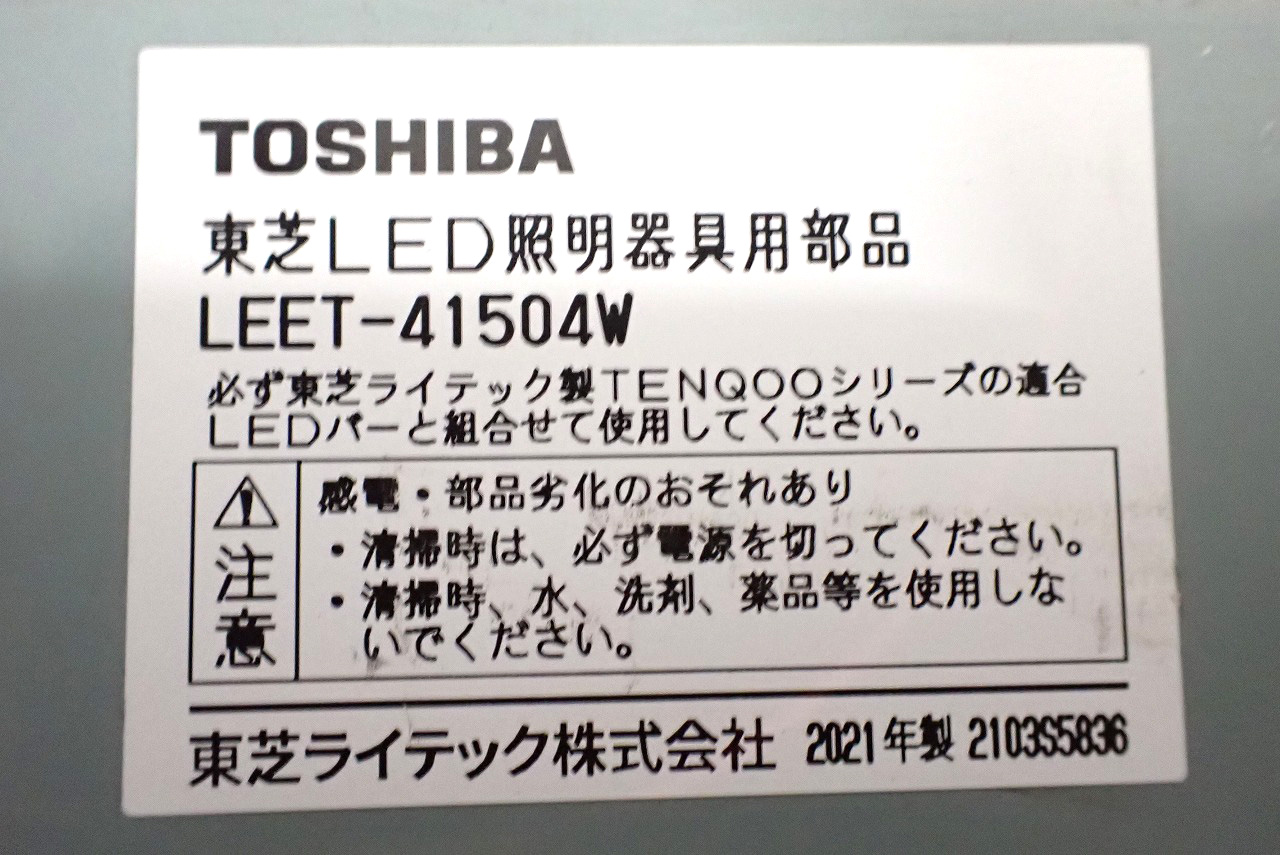 TOSHIBA
東芝LED照明器具用部品
LEET-41504W
必ず東芝ライテック製TENQOOシリーズの適合
LEDバーと組合せて使用してください。
注意
感電・部品劣化のおそれあり
・清掃時は、必ず電源を切ってください。
・清掃時、水、洗剤、薬品等を使用しな
いでください。
東芝ライテック株式会社 2021年製 2103S5836